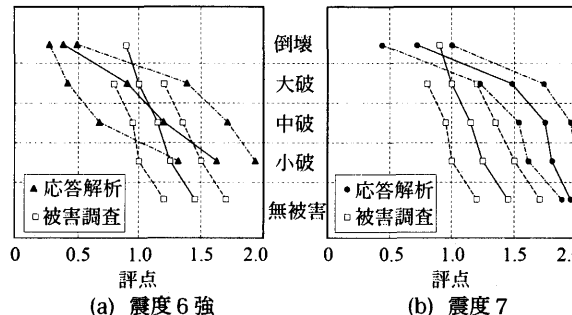 倒壊
大破
中破
小破
無被害
▲ 応答解析
□ 被害調査
● 応答解析
□ 被害調査
0 0.5 1.0 1.5 2.0
0 0.5 1.0 1.5 2.0
評点
評点
(a) 震度6強
(b) 震度7